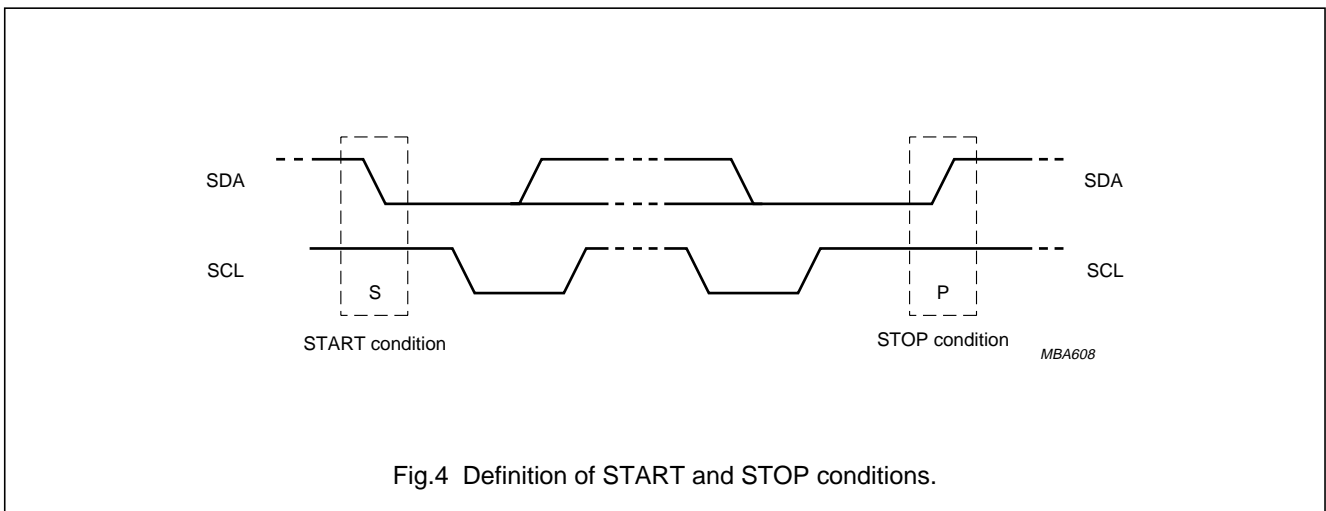 SDA
SDA
SCL
SCL
S
P
START condition
STOP condition
MBA608
Fig.4 Definition of START and STOP conditions.